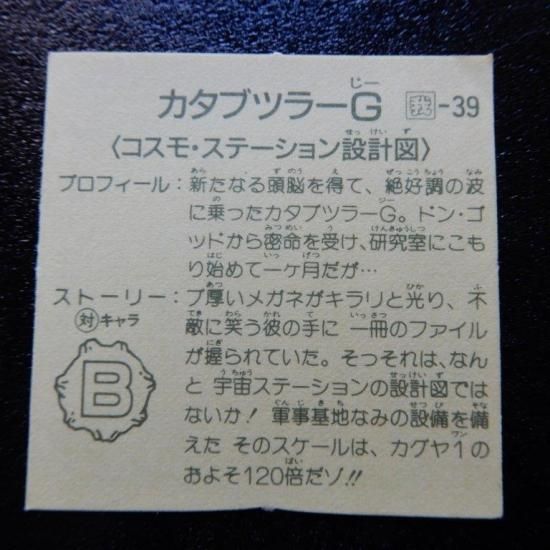 カタブツラーG -39
〈コスモ・ステーション設計図〉
プロフィール：新たなる頭脳を得て、絶好調の波
に乗ったカタブツラーG。ドン・ゴ
ッドから密命を受け、研究室にこも
り始めて一ヶ月だが…
ストーリー：ブ厚いメガネがキラリと光り、不
対キャラ 敵に笑う彼の手に 一冊のファイル
が握られていた。そっそれは、なん
B と 宇宙ステーションの設計図では
ないか！ 軍事基地なみの設備を備
えた そのスケールは、カグヤ1の
およそ120倍だゾ!!